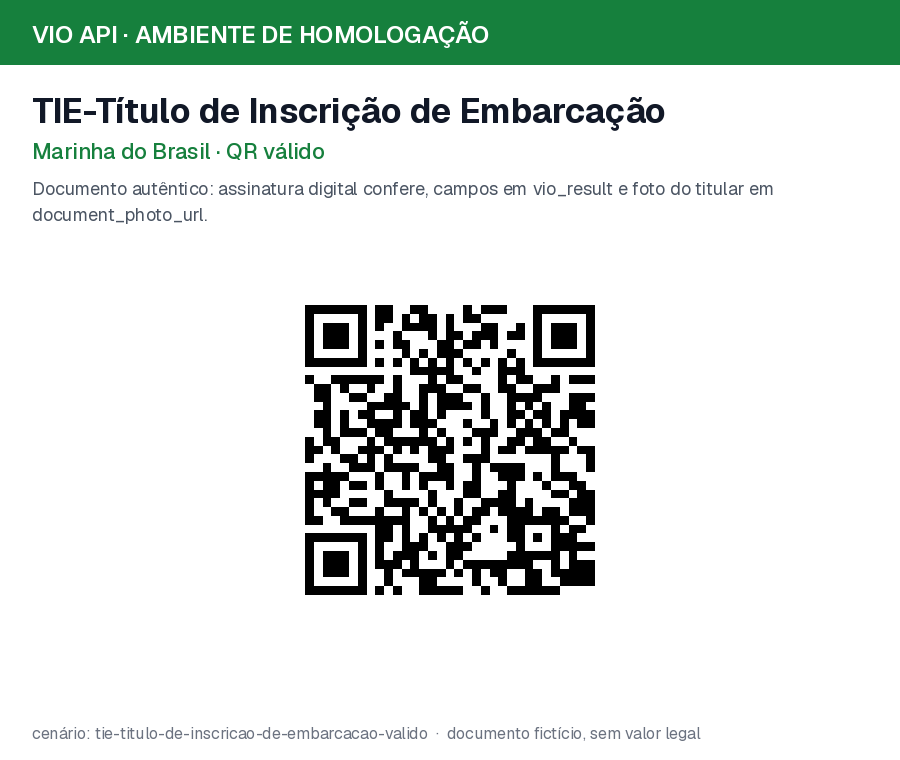 VIO API · AMBIENTE DE HOMOLOGAÇÃO
TIE-Título de Inscrição de Embarcação
Marinha do Brasil · QR válido
Documento autêntico: assinatura digital confere, campos em vio_result e foto do titular em
document_photo_url.
cenário: tie-titulo-de-inscricao-de-embarcacao-valido · documento fictício, sem valor legal